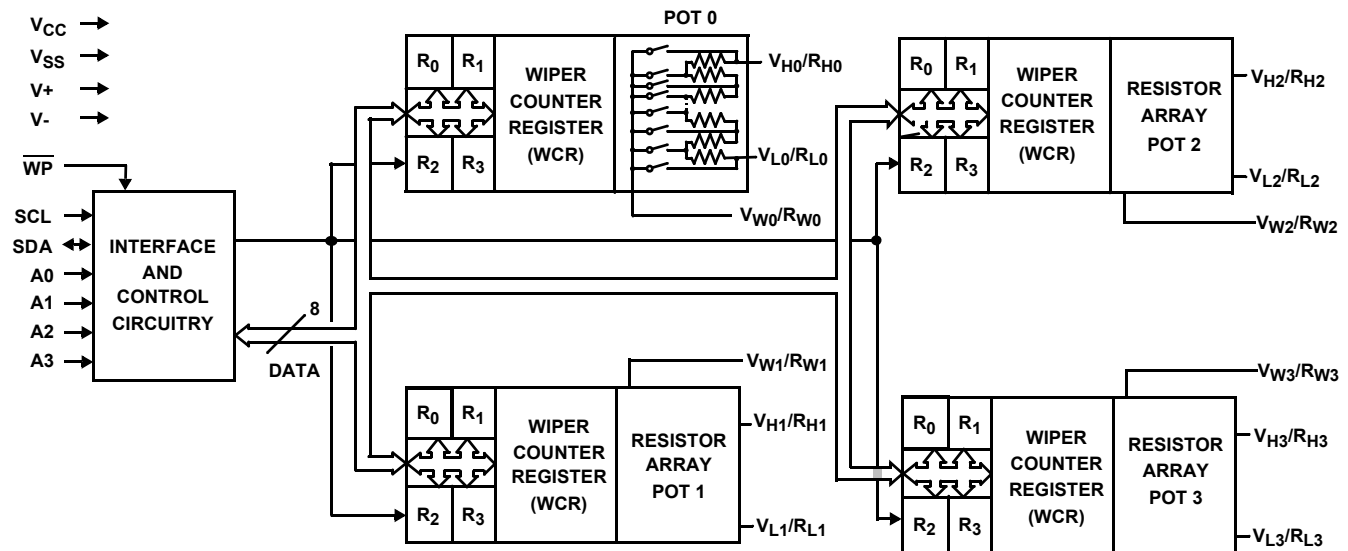 POT 0
VCC
VSS
V+
V-
WP
SCL
SDA
A0
A1
A2
A3
INTERFACE
AND
CONTROL
CIRCUITRY
8
DATA
R0 R1
R2 R3
WIPER
COUNTER
REGISTER
(WCR)
VH0/RH0
VL0/RL0
VW0/RW0
R0 R1
R2 R3
WIPER
COUNTER
REGISTER
(WCR)
RESISTOR
ARRAY
POT 2
VH2/RH2
VL2/RL2
VW2/RW2
VW1/RW1
R0 R1
R2 R3
WIPER
COUNTER
REGISTER
(WCR)
RESISTOR
ARRAY
POT 1
VH1/RH1
VL1/RL1
VW3/RW3
R0 R1
R2 R3
WIPER
COUNTER
REGISTER
(WCR)
RESISTOR
ARRAY
POT 3
VH3/RH3
VL3/RL3